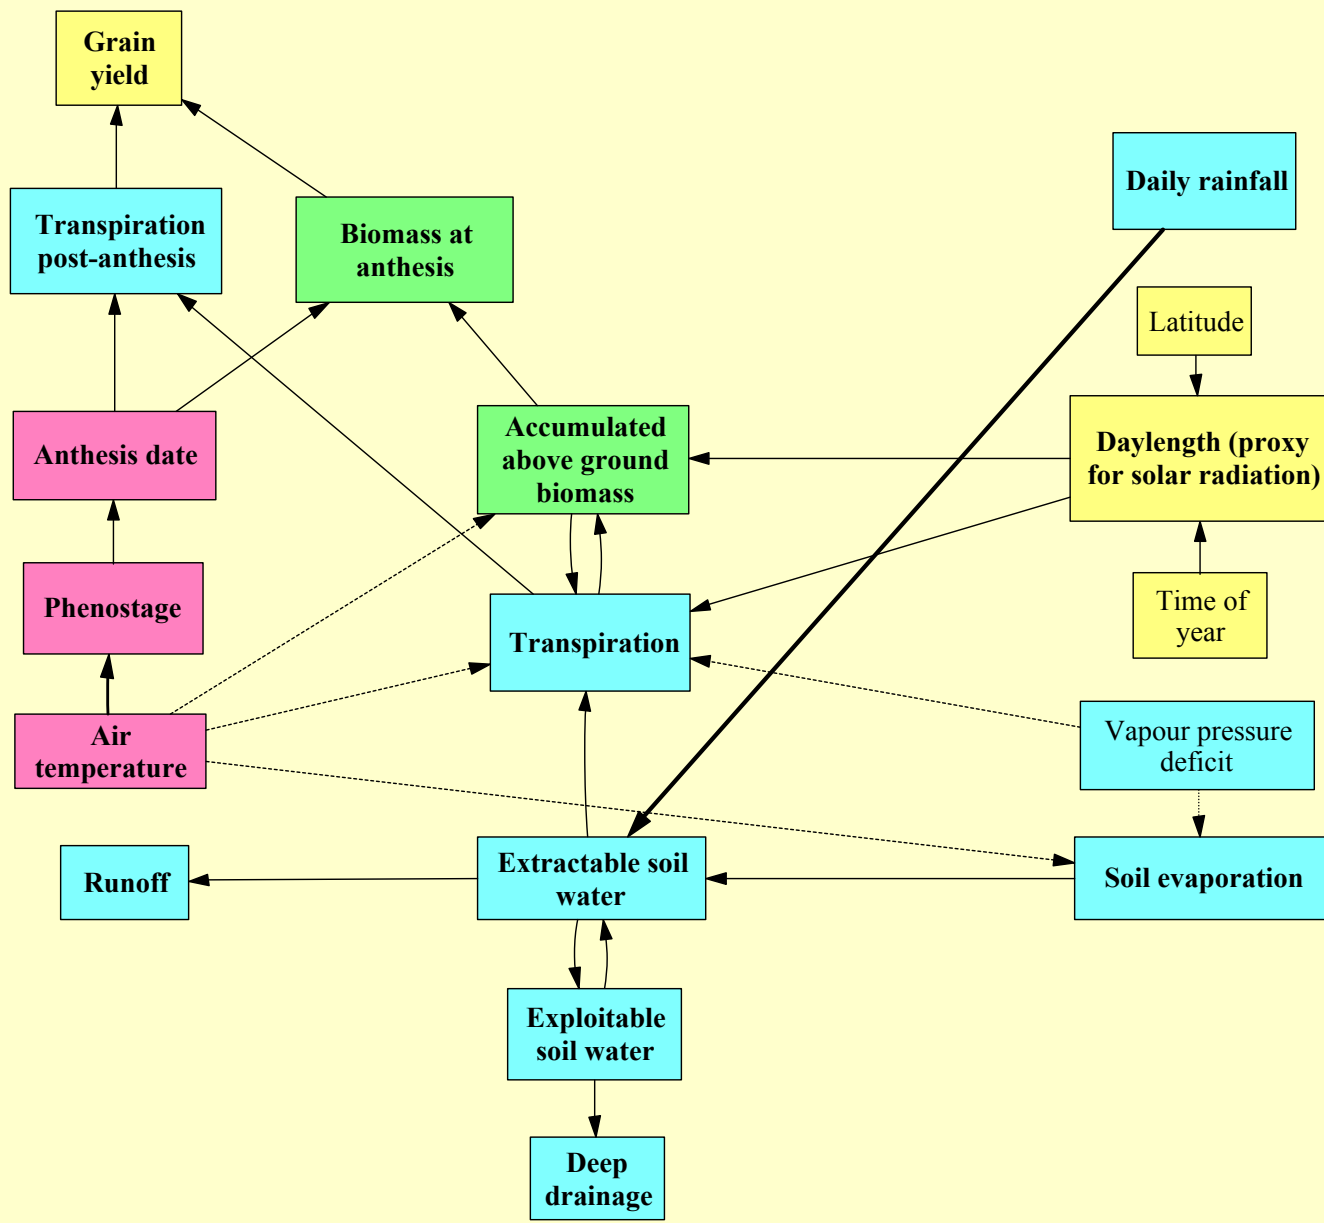 Grain
yield
Daily rainfall
Transpiration
post-anthesis
Biomass at
anthesis
Latitude
Anthesis date
Accumulated
above ground
biomass
Daylength (proxy
for solar radiation)
Phenostage
Transpiration
Time of
year
Air
temperature
Vapour pressure
deficit
Runoff
Extractable soil
water
Soil evaporation
Exploitable
soil water
Deep
drainage